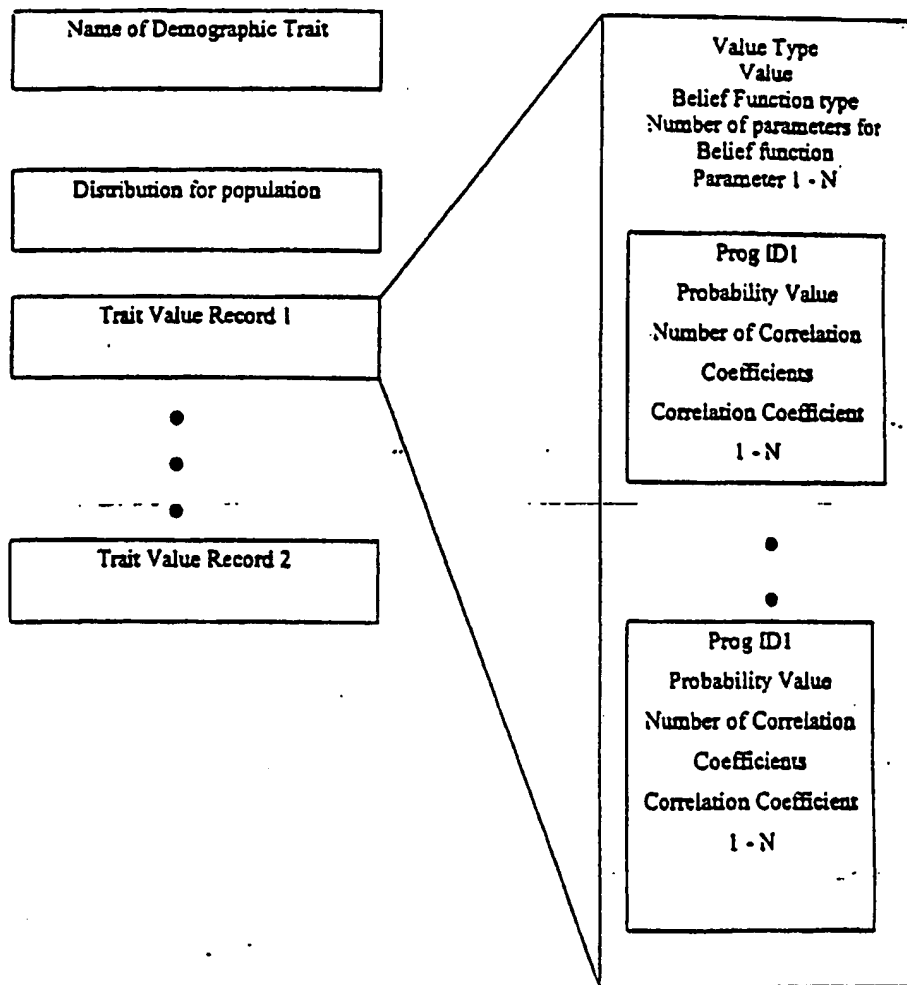 Name of Demographic Trait
Distribution for population
Trait Value Record 1
Trait Value Record 2
Value Type
Value
Belief Function type
Number of parameters for
Belief function
Parameter 1 - N
Prog ID1
Probability Value
Number of Correlation
Coefficients
Correlation Coefficient
1 - N
Prog ID1
Probability Value
Number of Correlation
Coefficients
Correlation Coefficient
1 - N